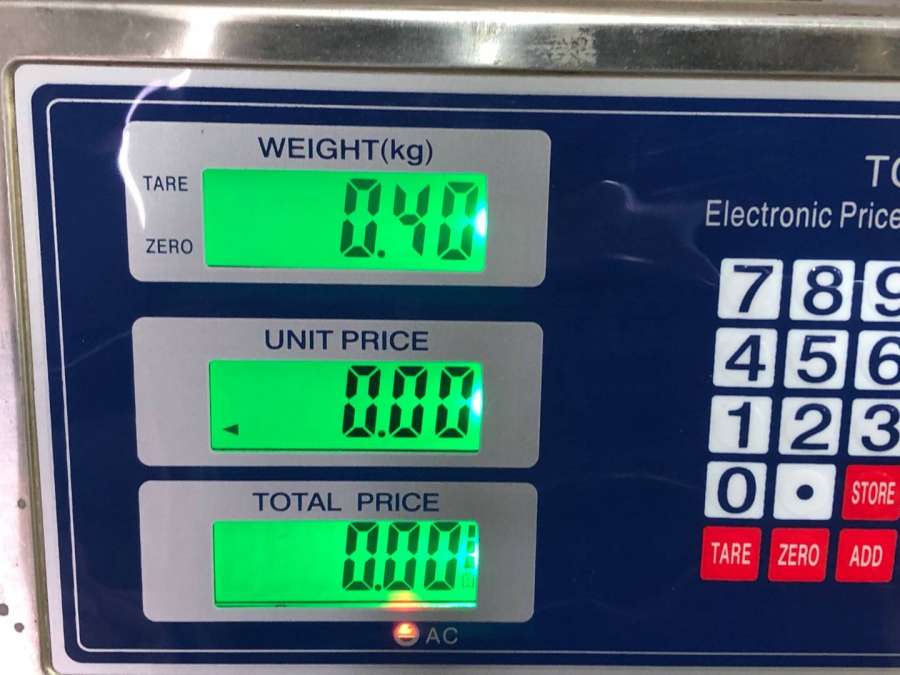 WEIGHT(kg)
TARE
0.40
ZERO
UNIT PRICE
0.00
TOTAL PRICE
0.00
AC
Electronic Price
7 8 9
4 5 6
1 2 3
0 .
STORE
TARE ZERO ADD